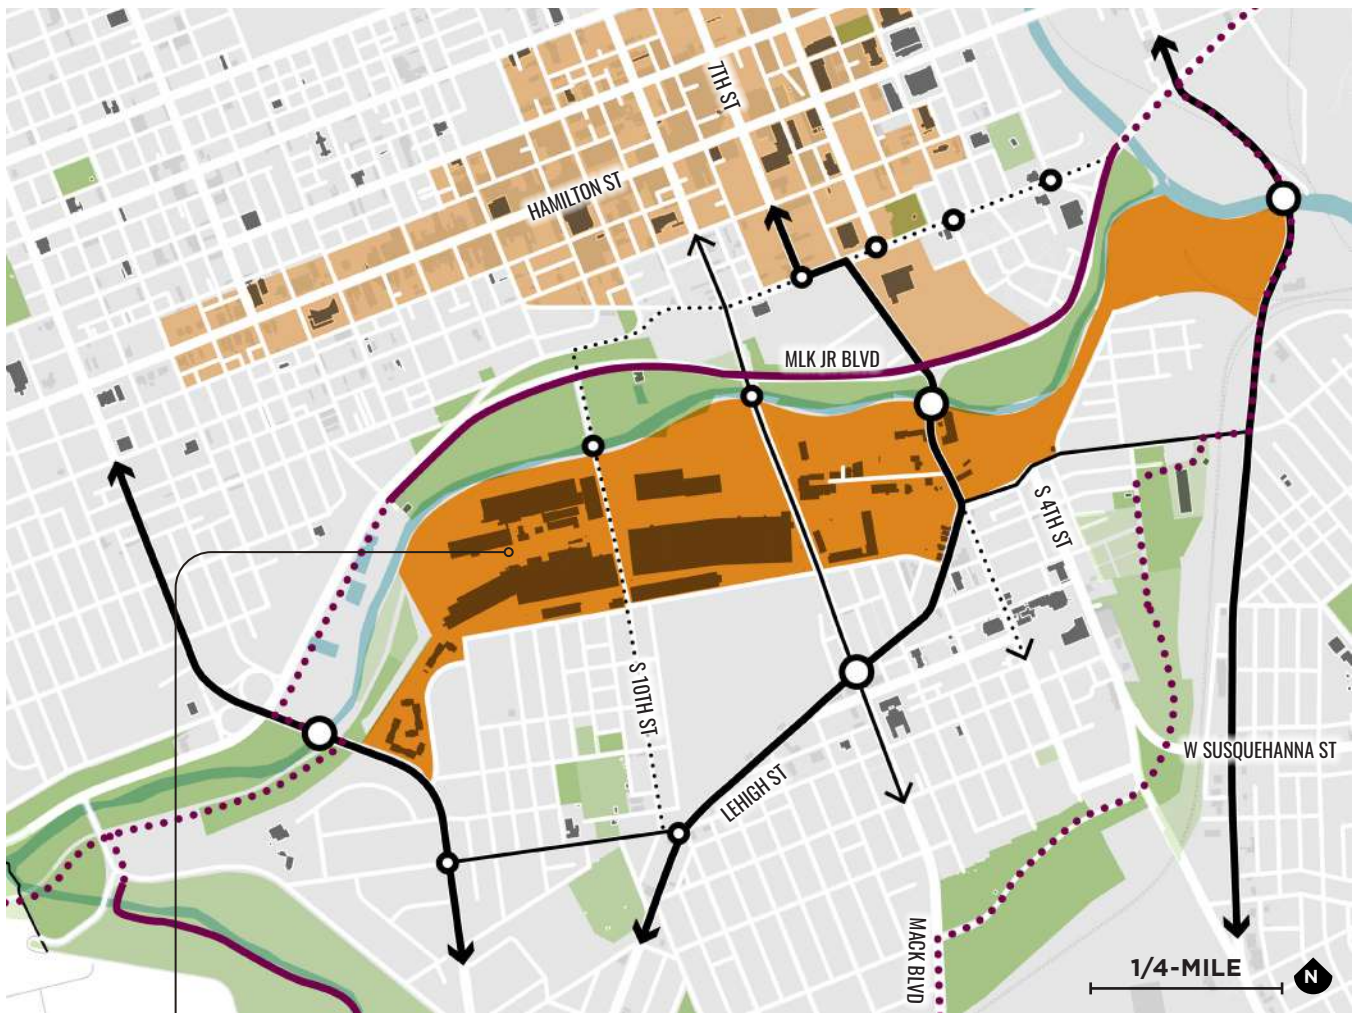 7TH ST
HAMILTON ST
MLK JR BLVD
S 4TH ST
S 10TH ST
W SUSQUEHANNA ST
LEHIGH ST
MACK BLVD
1/4-MILE
N